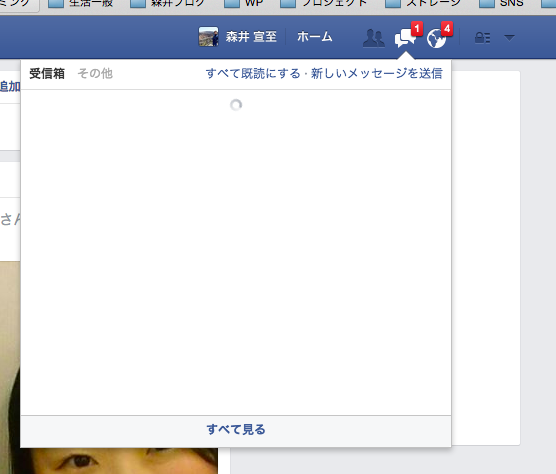 ミング 生活一般 森井ブログ WP プロジェクト ストレージ SNS
森井 宣至 ホーム 1 4
受信箱 その他 すべて既読にする · 新しいメッセージを送信
追加
さん
すべて見る